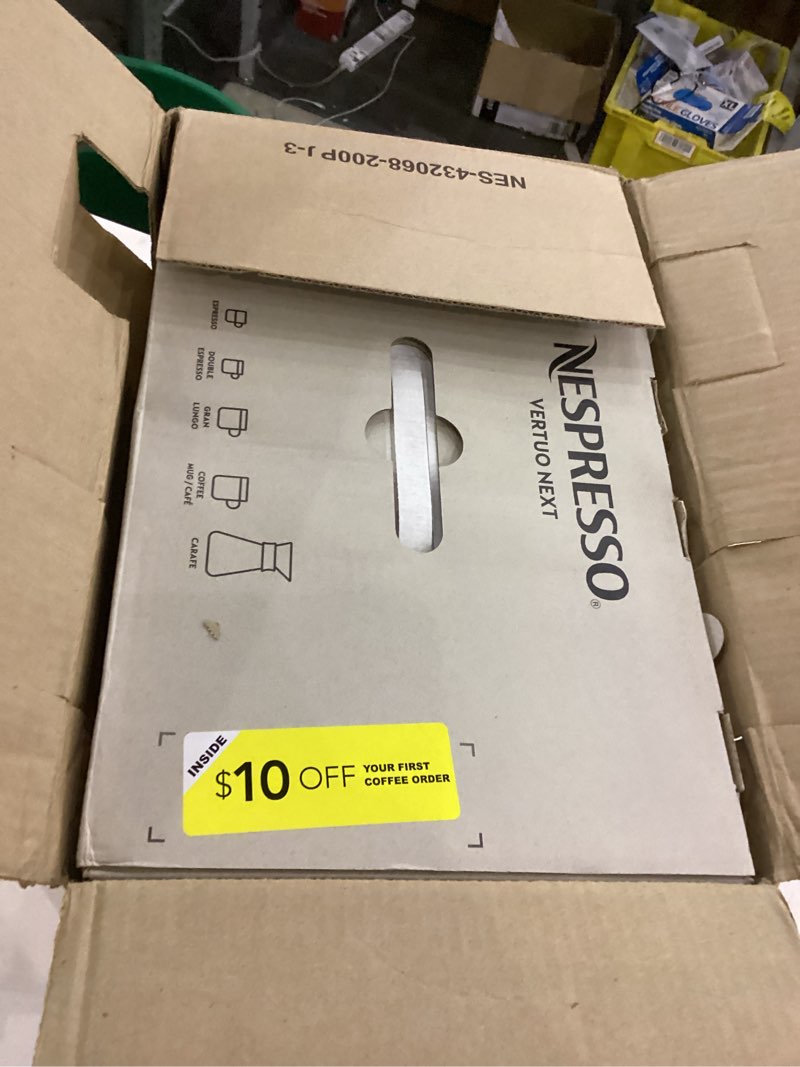 NES-432068-200P J-3
NESPRESSO®
VERTUO NEXT
ESPRESSO
DOUBLE
ESPRESSO
GRAN
LUNGO
COFFEE
MUG / CAFÉ
CARAFE
INSIDE
$10 OFF
YOUR FIRST
COFFEE ORDER
GLOVES
XL